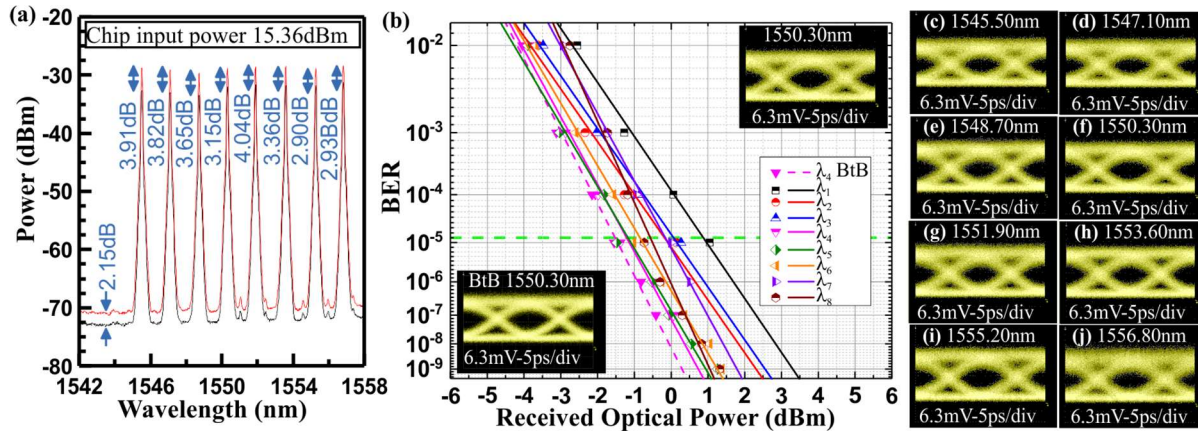 (a)
-20
-30
-40
-50
-60
-70
-80
Power (dBm)
Chip input power 15.36dBm
3.91dB
3.82dB
3.65dB
3.15dB
4.04dB
3.36dB
2.90dB
2.93BdB
2.15dB
1542 1546 1550 1554 1558
Wavelength (nm)
(b)
10-2
10-3
10-4
10-5
10-6
10-7
10-8
10-9
BER
1550.30nm
6.3mV-5ps/div
λ4 BtB
λ1
λ2
λ3
λ4
λ5
λ6
λ7
λ8
BtB 1550.30nm
6.3mV-5ps/div
-6 -5 -4 -3 -2 -1 0 1 2 3 4 5 6
Received Optical Power (dBm)
(c) 1545.50nm
6.3mV-5ps/div
(d) 1547.10nm
6.3mV-5ps/div
(e) 1548.70nm
6.3mV-5ps/div
(f) 1550.30nm
6.3mV-5ps/div
(g) 1551.90nm
6.3mV-5ps/div
(h) 1553.60nm
6.3mV-5ps/div
(i) 1555.20nm
6.3mV-5ps/div
(j) 1556.80nm
6.3mV-5ps/div